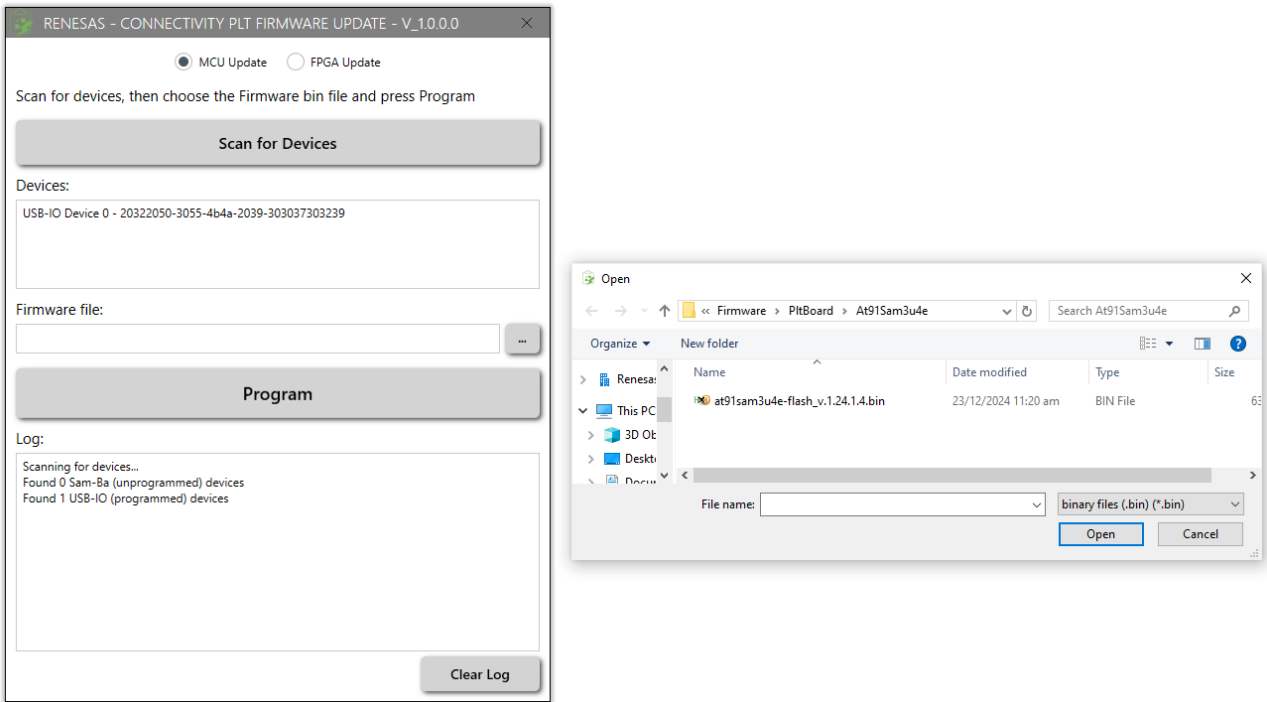 RENESAS - CONNECTIVITY PLT FIRMWARE UPDATE - V_1.0.0.0
MCU Update FPGA Update
Scan for devices, then choose the Firmware bin file and press Program
Scan for Devices
Devices:
USB-IO Device 0 - 20322050-3055-4b4a-2039-303037303239
Firmware file:
...
Program
Log:
Scanning for devices...
Found 0 Sam-Ba (unprogrammed) devices
Found 1 USB-IO (programmed) devices
Clear Log
Open
« Firmware > PltBoard > At91Sam3u4e
Search At91Sam3u4e
Organize New folder
Name Date modified Type Size
Renesas
This PC
3D Ob
Deskto
Docum
at91sam3u4e-flash_v.1.24.1.4.bin 23/12/2024 11:20 am BIN File 63
File name:
binary files (.bin) (*.bin)
Open Cancel